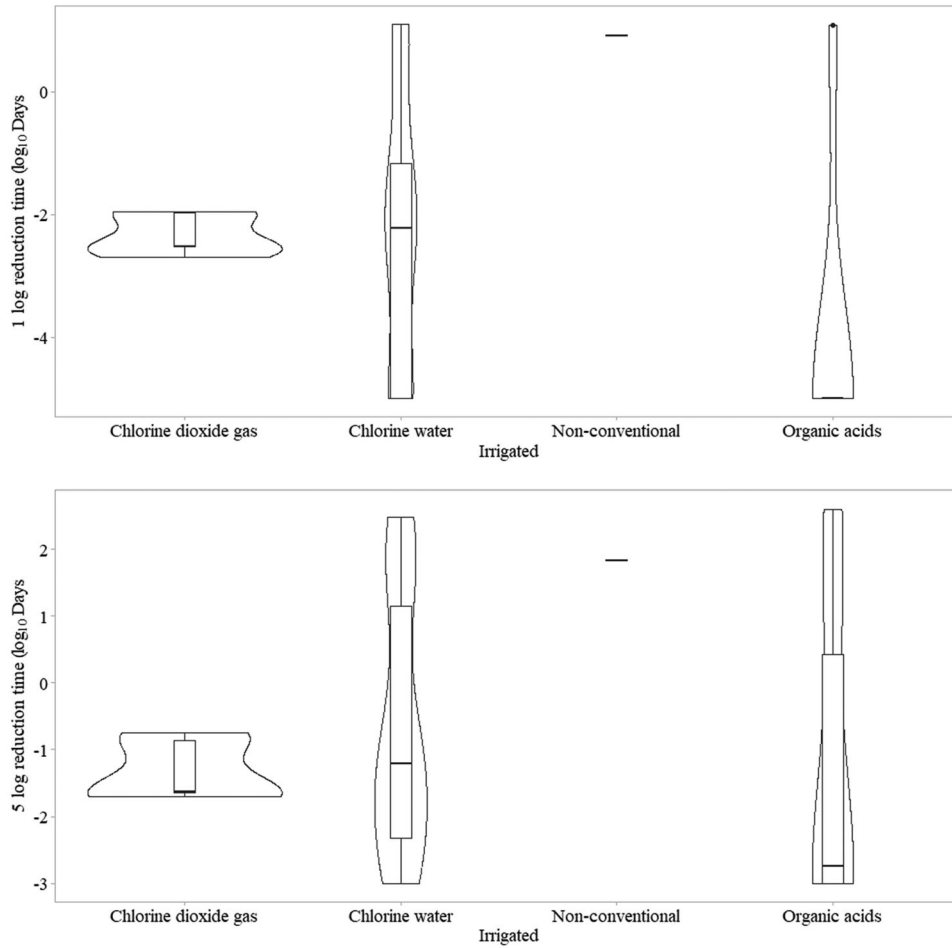 1 log reduction time (log10 Days
0
-2
-4
Chlorine dioxide gas Chlorine water Non-conventional Organic acids
Irrigated
5 log reduction time (log10 Days
2
1
0
-1
-2
-3
Chlorine dioxide gas Chlorine water Non-conventional Organic acids
Irrigated